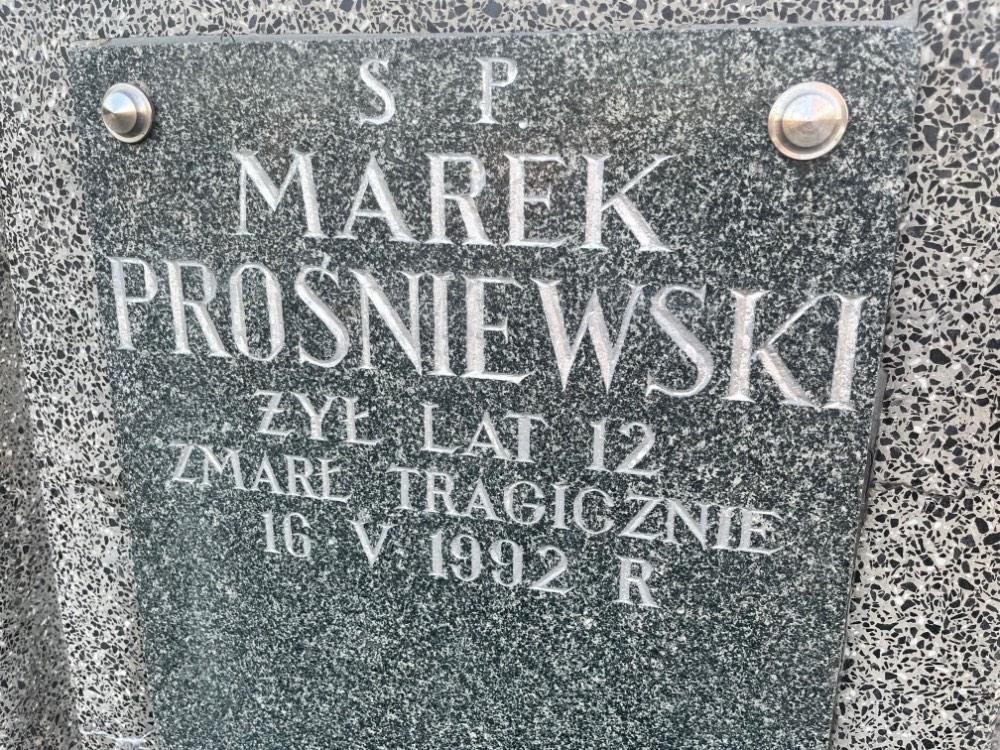 S P.
MAREK
PROŚNIEWSKI
ŻYŁ LAT 12
ZMARŁ TRAGICZNIE
16 V 1992 R